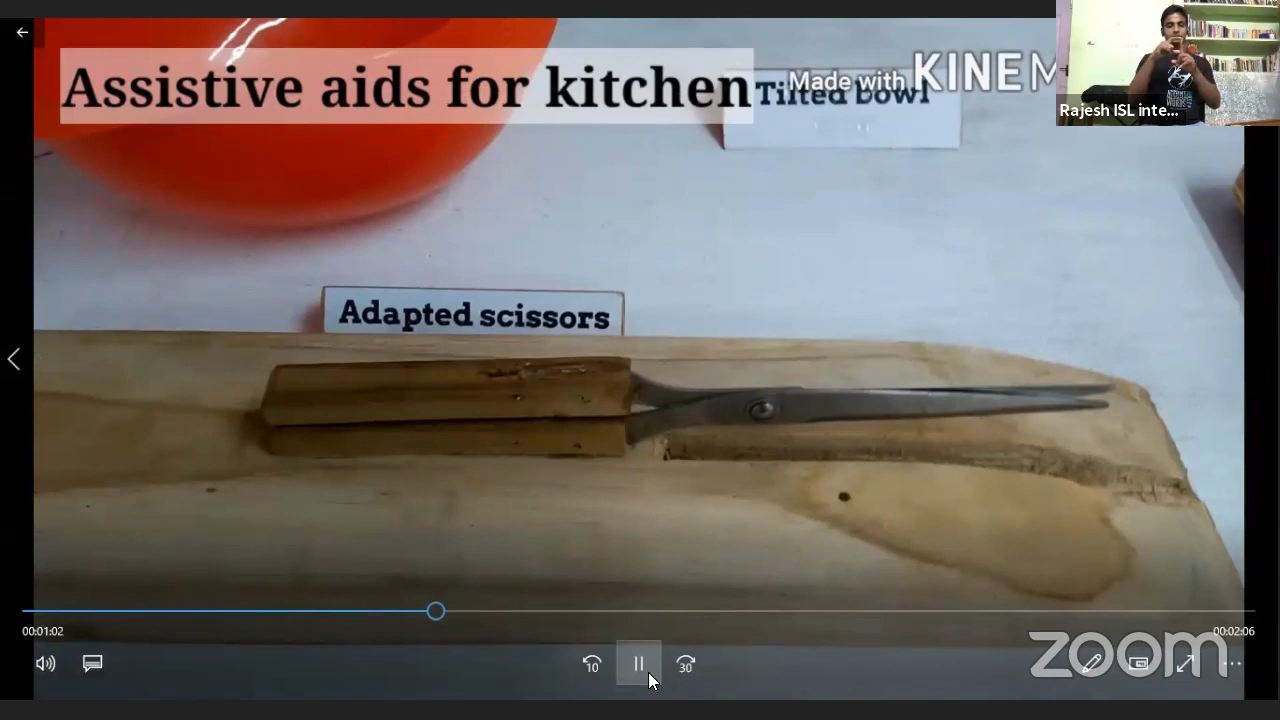 Assistive aids for kitchen
Made with KINEM
Tilted bowl
Rajesh ISL inte...
Adapted scissors
00:01:02
00:02:06
10
30
zoom